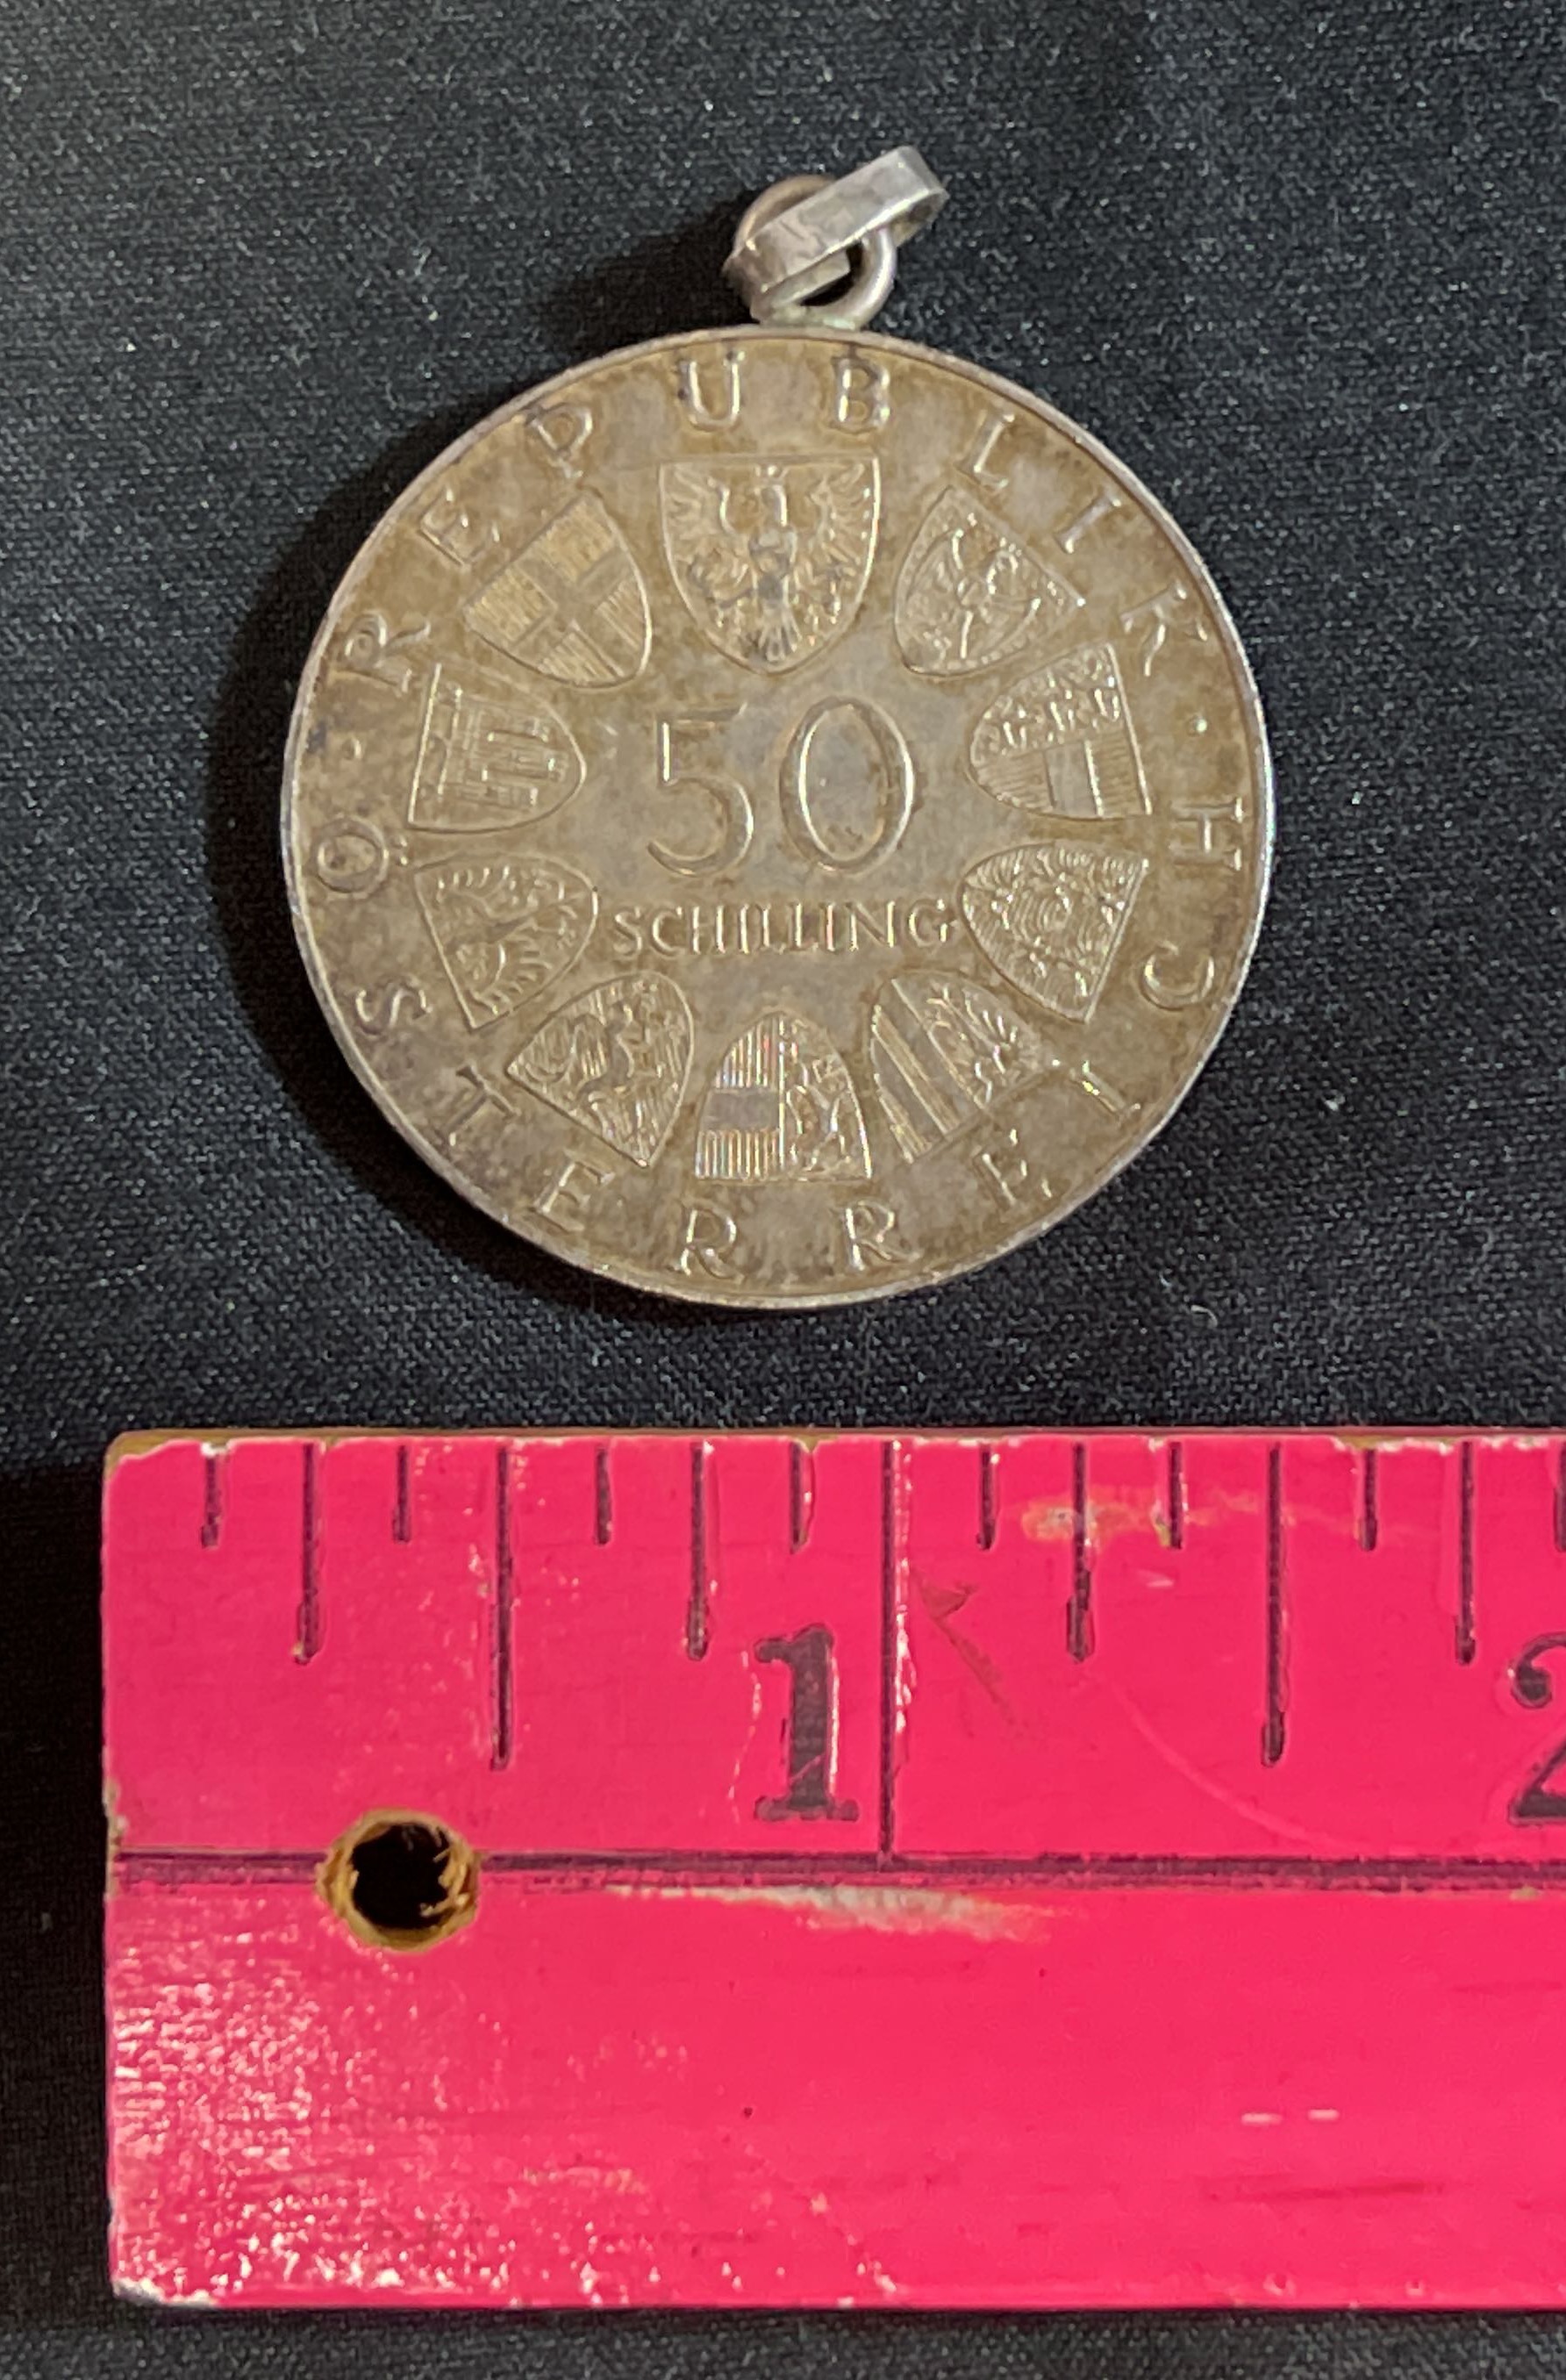 REPUBLIK · ÖSTERREICH ·
50
SCHILLING
1
2